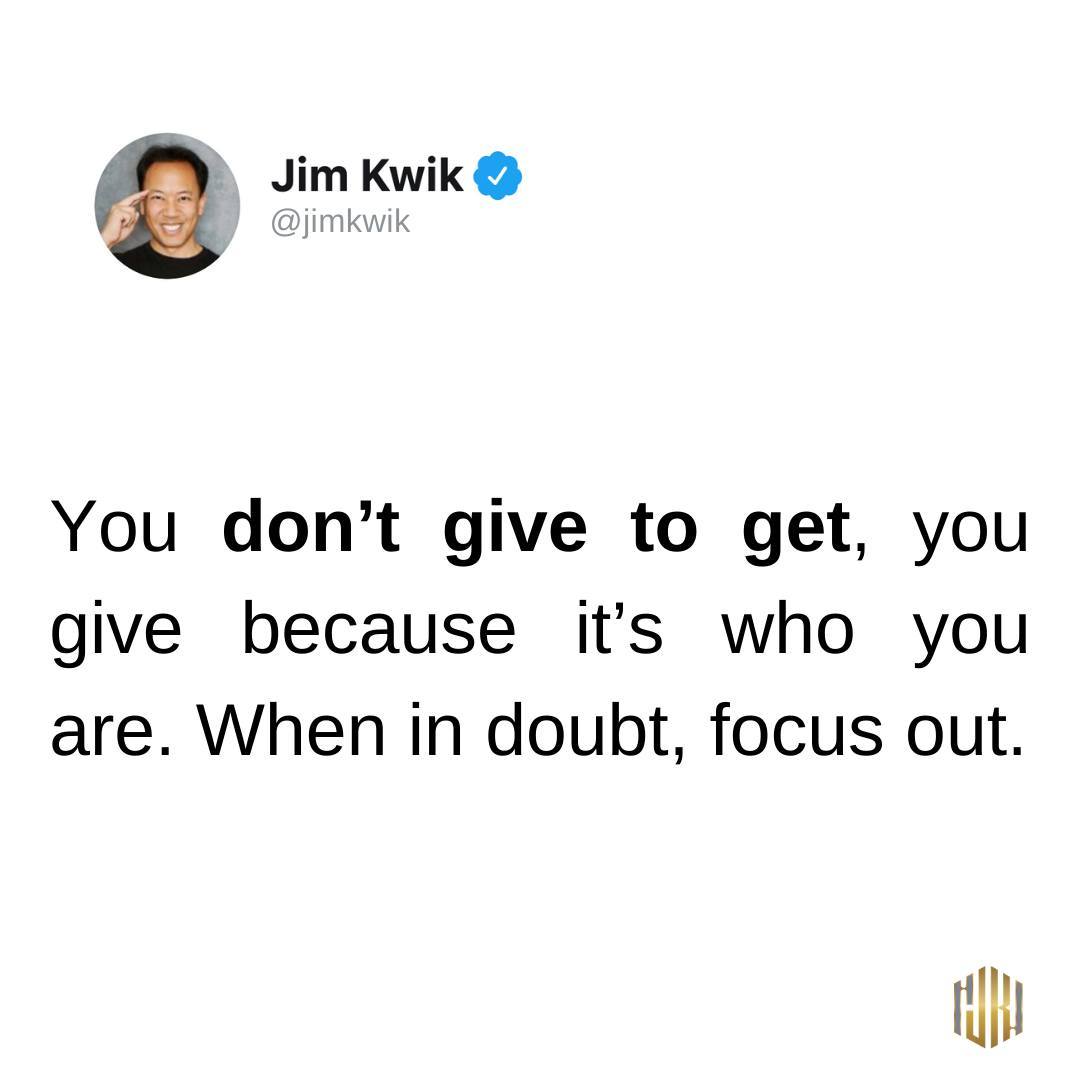 Jim Kwik
@jimkwik
You don’t give to get, you
give because it’s who you
are. When in doubt, focus out.
JK